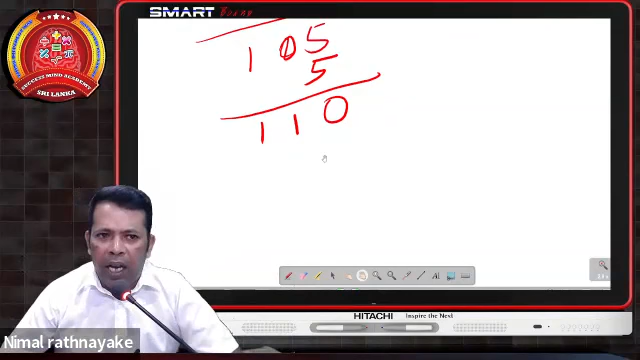 SMART Board
105
5
110
SUCCESS MIND ACADEMY
SRI LANKA
HITACHI Inspire the Next
Nimal rathnayake